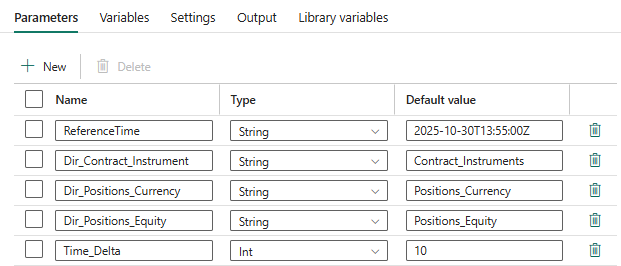 Parameters Variables Settings Output Library variables
New Delete
Name Type Default value
ReferenceTime String 2025-10-30T13:55:00Z
Dir_Contract_Instrument String Contract_Instruments
Dir_Positions_Currency String Positions_Currency
Dir_Positions_Equity String Positions_Equity
Time_Delta Int 10